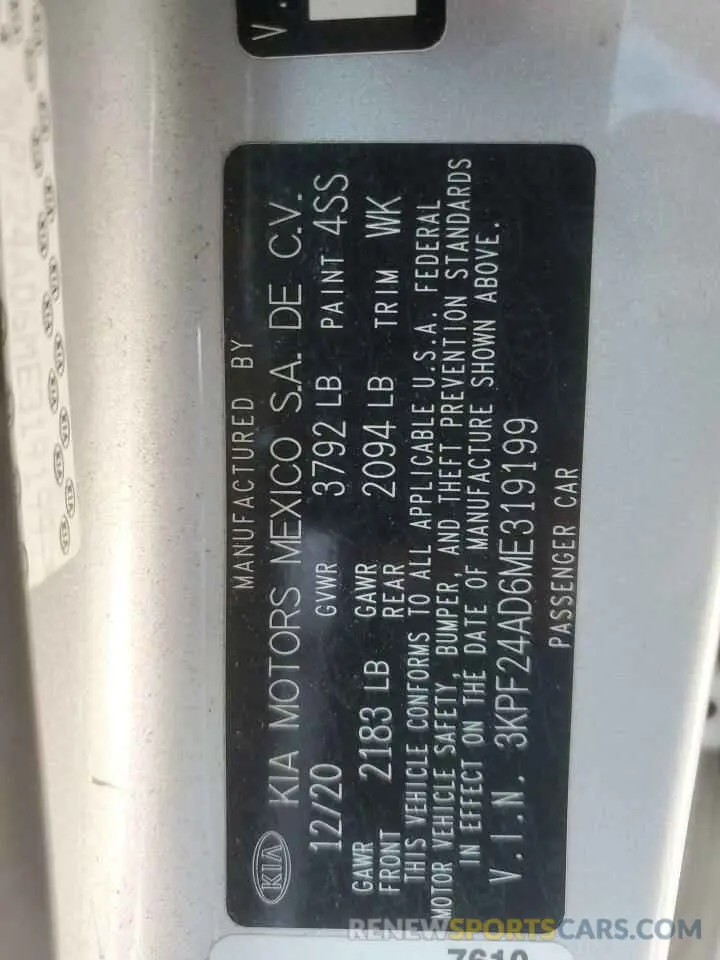 V.
MANUFACTURED BY
KIA KIA MOTORS MEXICO S.A. DE C.V.
12/20 GVWR 3792 LB PAINT 4SS
GAWR FRONT 2183 LB GAWR REAR 2094 LB TRIM WK
THIS VEHICLE CONFORMS TO ALL APPLICABLE U.S.A. FEDERAL
MOTOR VEHICLE SAFETY, BUMPER, AND THEFT PREVENTION STANDARDS
IN EFFECT ON THE DATE OF MANUFACTURE SHOWN ABOVE.
V.I.N. 3KPF24AD6ME319199
PASSENGER CAR
7610
RENEWSPORTSCARS.COM